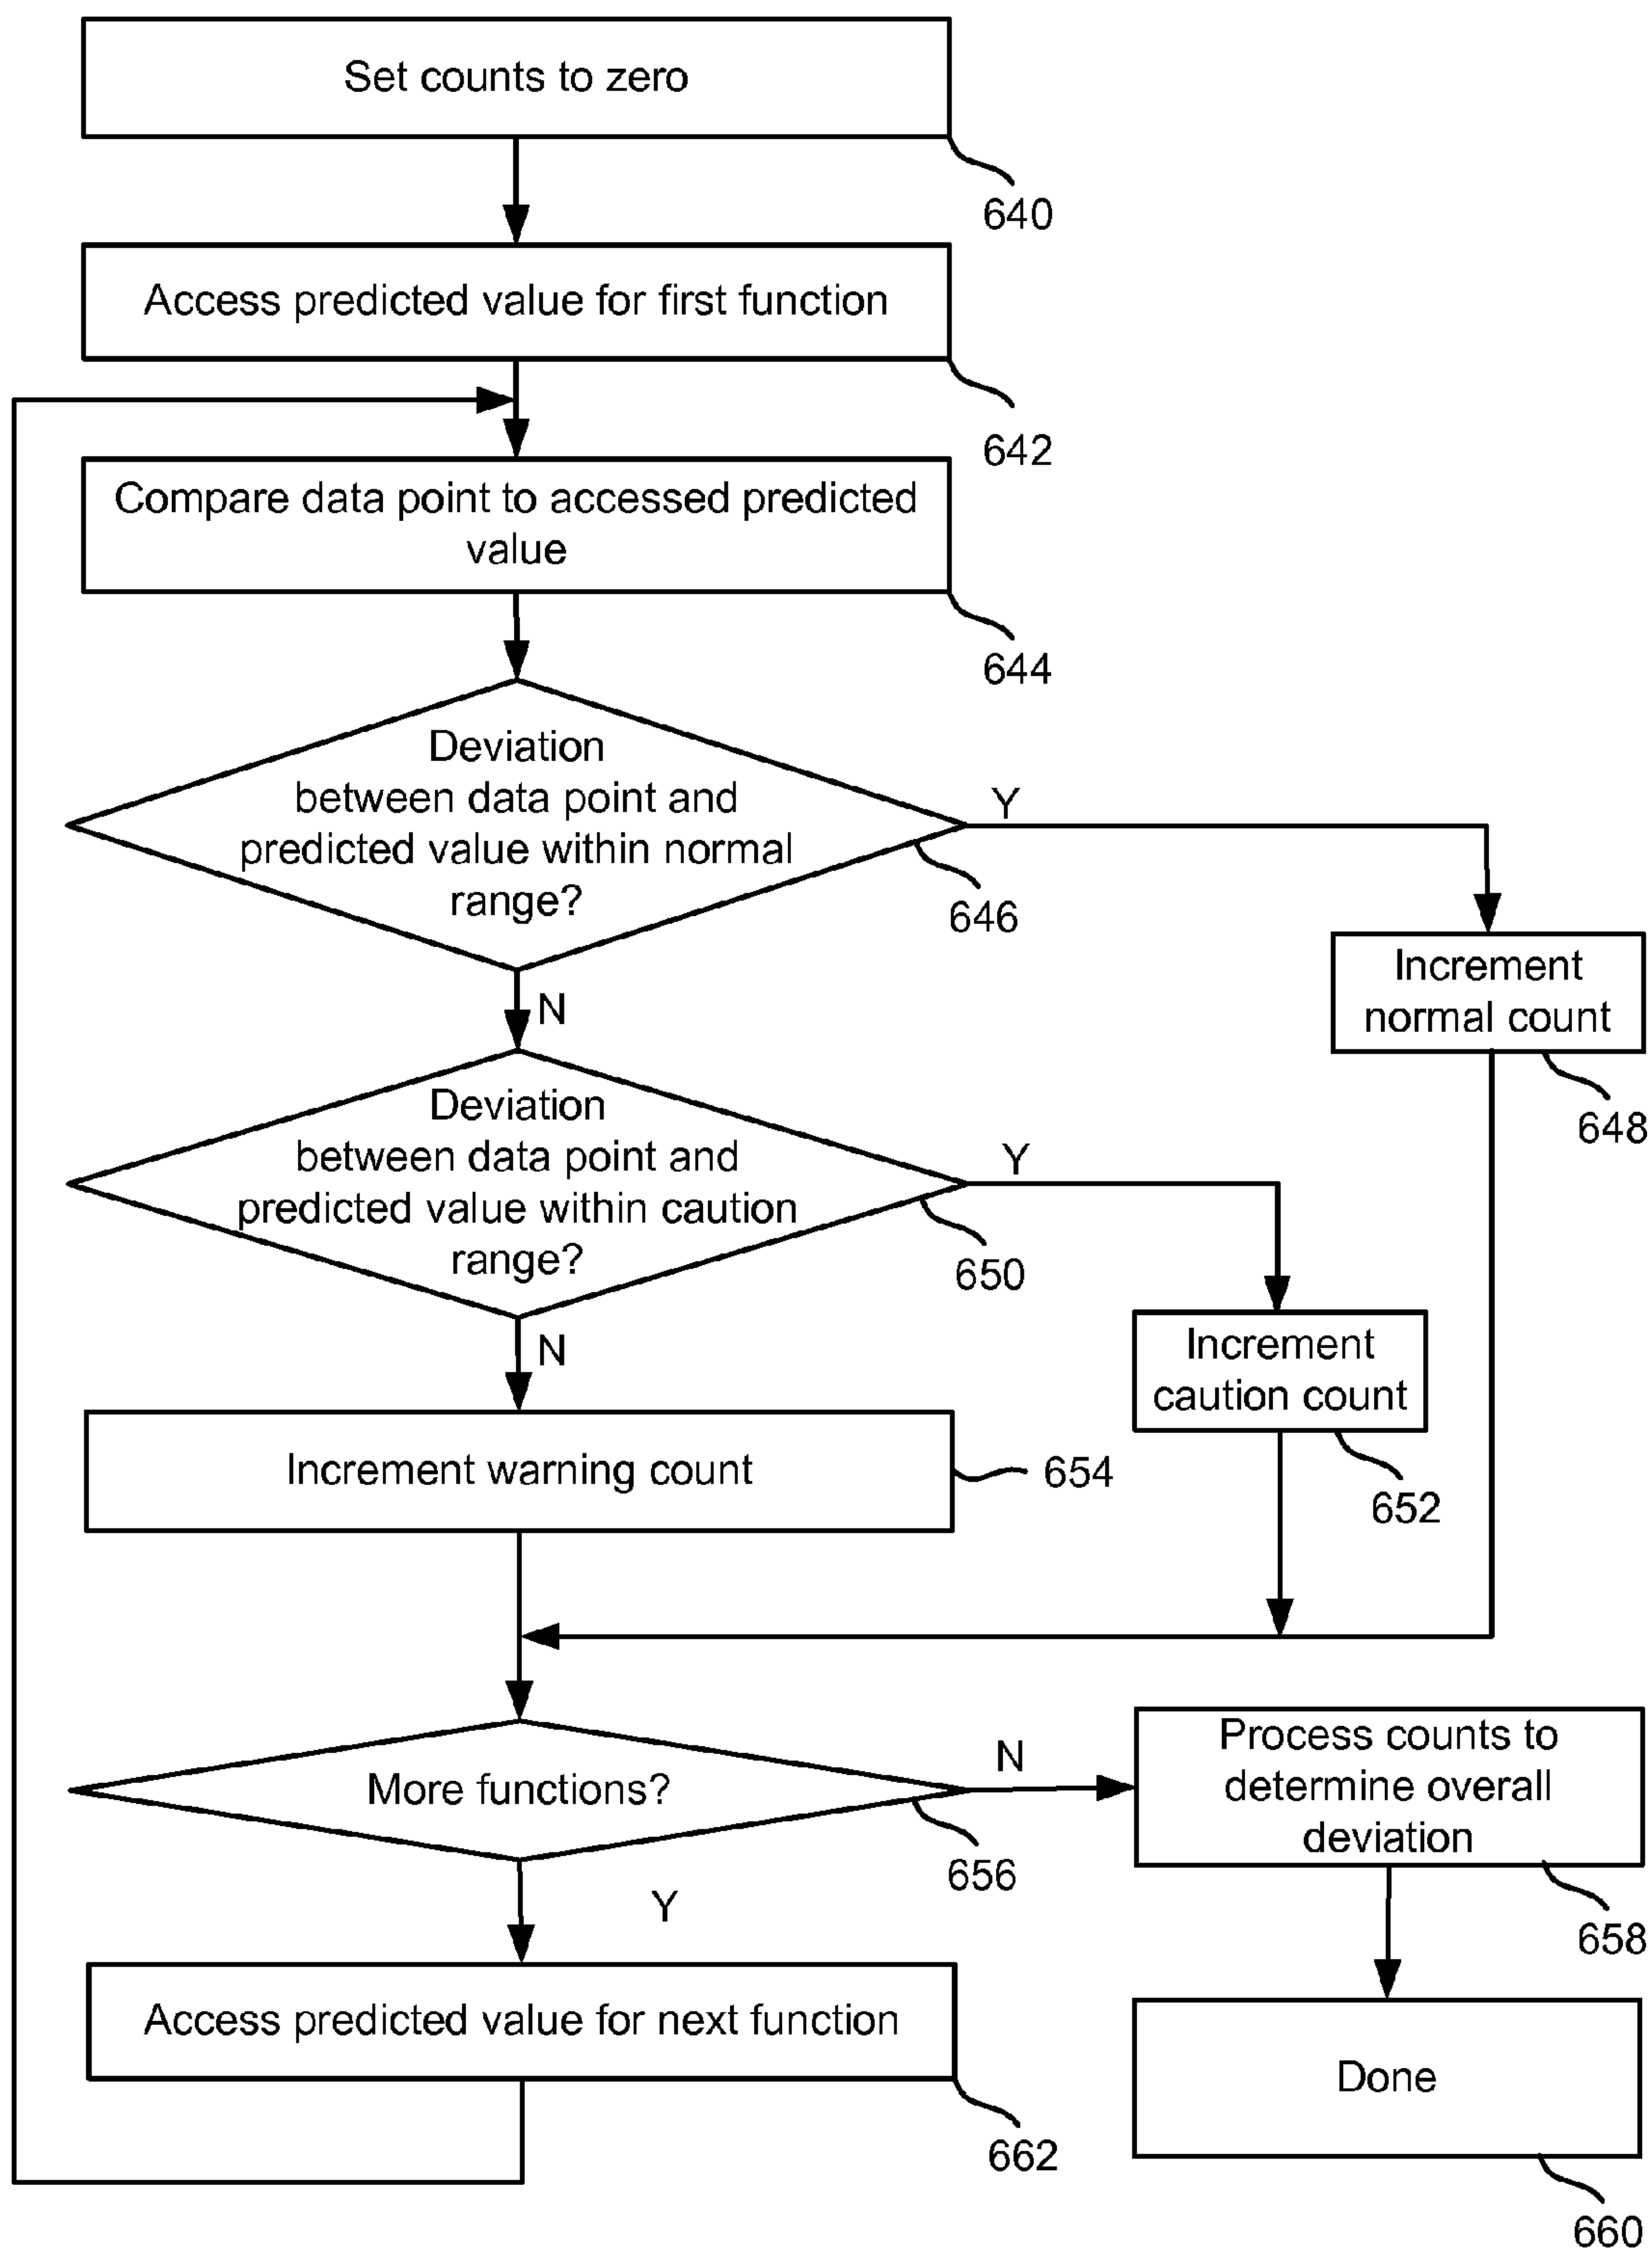 Set counts to zero
640
Access predicted value for first function
642
Compare data point to accessed predicted
value
644
Deviation
between data point and
predicted value within normal
range?
Y
646
N
Increment
normal count
648
Deviation
between data point and
predicted value within caution
range?
Y
650
N
Increment
caution count
652
Increment warning count
654
More functions?
N
656
Y
Process counts to
determine overall
deviation
658
Access predicted value for next function
662
Done
660